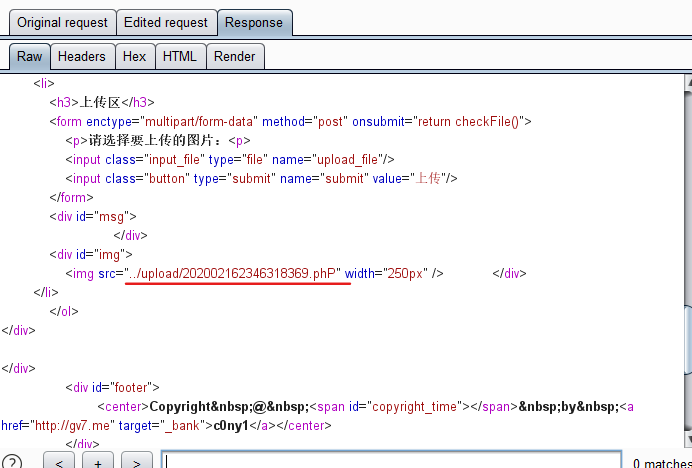 Original request Edited request Response
Raw Headers Hex HTML Render
<li>
<h3>上传区</h3>
<form enctype="multipart/form-data" method="post" onsubmit="return checkFile()">
<p>请选择要上传的图片：<p>
<input class="input_file" type="file" name="upload_file"/>
<input class="button" type="submit" name="submit" value="上传"/>
</form>
<div id="msg">
</div>
<div id="img">
<img src="../upload/202002162346318369.phP" width="250px" /> </div>
</li>
</ol>
</div>
</div>
<div id="footer">
<center>Copyright&nbsp;@&nbsp;<span id="copyright_time"></span>&nbsp;by&nbsp;<a
href="http://gv7.me" target="_bank">c0ny1</a></center>
</div>
? < + > 0 matches